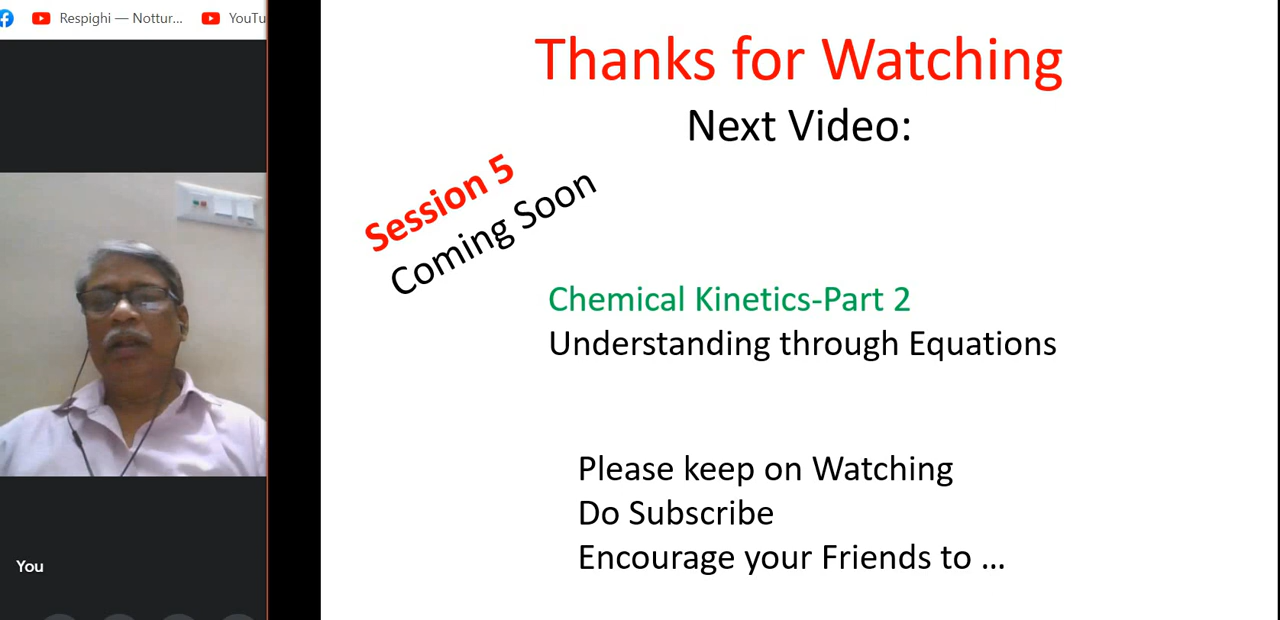 Respighi — Nottur...
YouTu
Thanks for Watching
Next Video:
Session 5
Coming Soon
Chemical Kinetics-Part 2
Understanding through Equations
Please keep on Watching
Do Subscribe
Encourage your Friends to ...
You